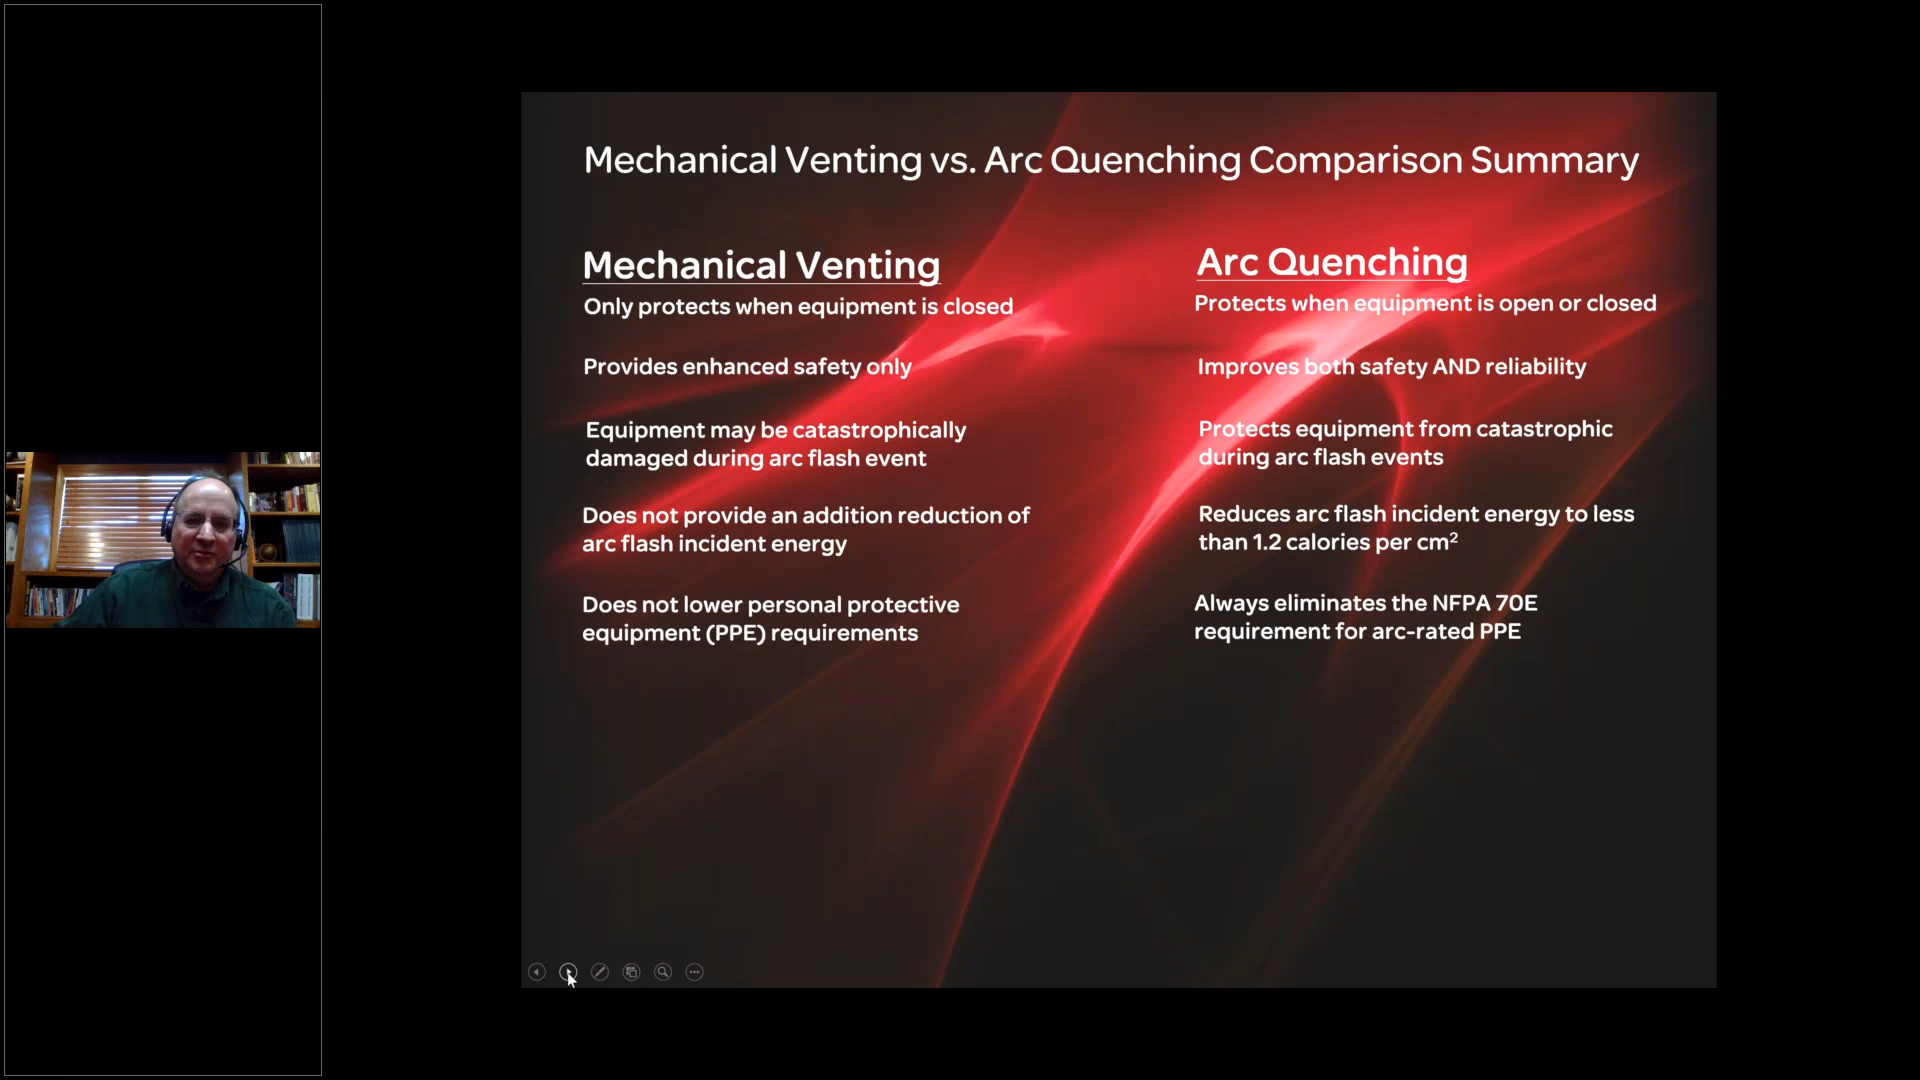 Mechanical Venting vs. Arc Quenching Comparison Summary
Mechanical Venting
Only protects when equipment is closed
Provides enhanced safety only
Equipment may be catastrophically
damaged during arc flash event
Does not provide an addition reduction of
arc flash incident energy
Does not lower personal protective
equipment (PPE) requirements
Arc Quenching
Protects when equipment is open or closed
Improves both safety AND reliability
Protects equipment from catastrophic
during arc flash events
Reduces arc flash incident energy to less
than 1.2 calories per cm²
Always eliminates the NFPA 70E
requirement for arc-rated PPE